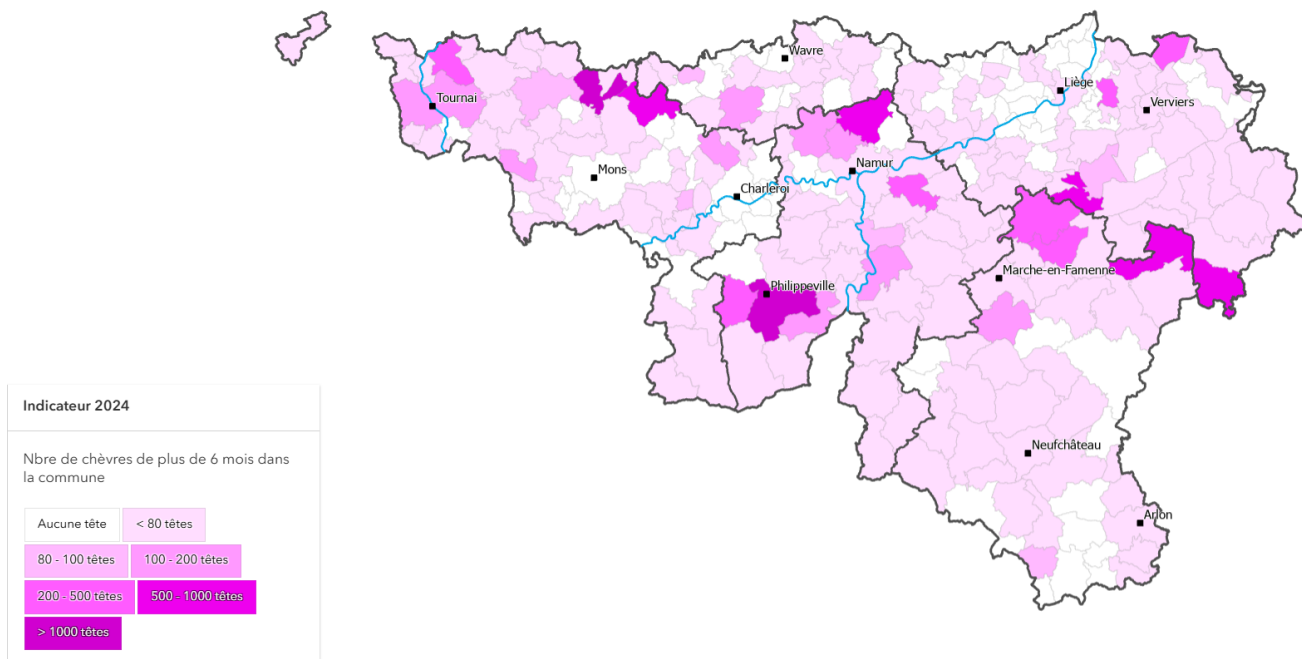 Wavre
Liège
Tournai
Verviers
Namur
Mons
Charleroi
Marche-en-Famenne
Philippeville
Neufchâteau
Arlon
Indicateur 2024
Nbre de chèvres de plus de 6 mois dans
la commune
Aucune tête
< 80 têtes
80 - 100 têtes
100 - 200 têtes
200 - 500 têtes
500 - 1000 têtes
> 1000 têtes